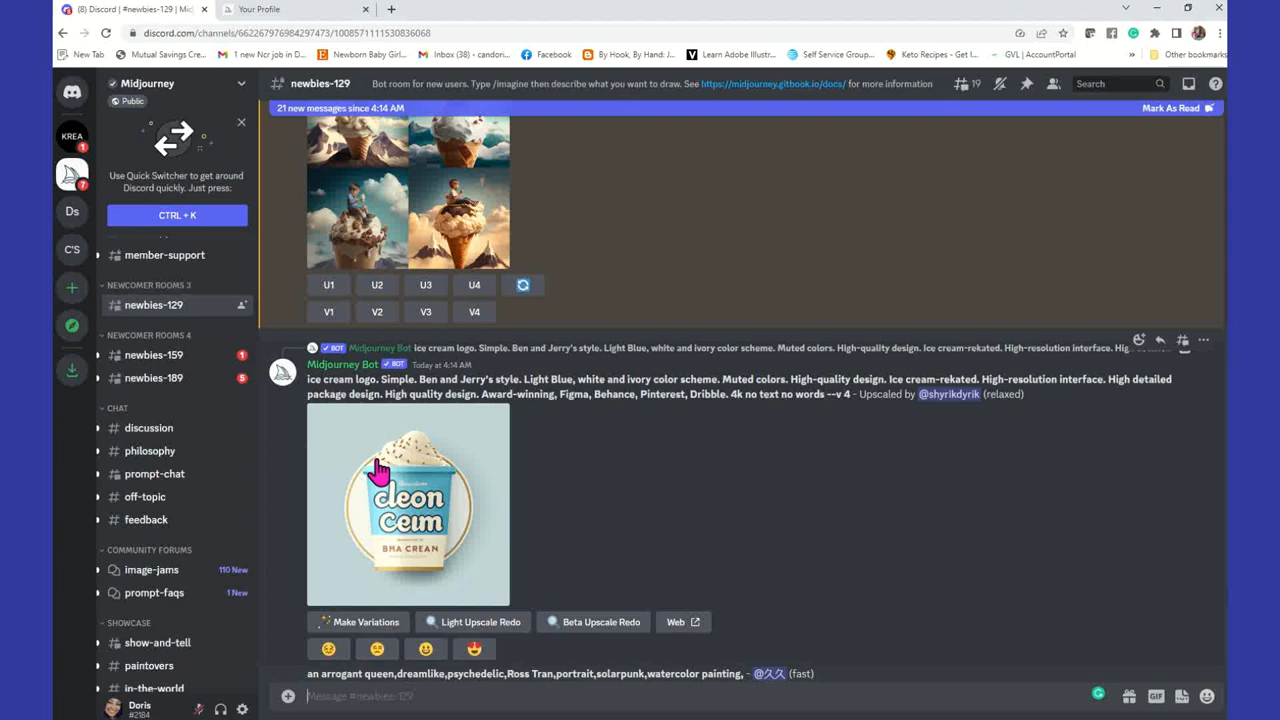 (8) Discord | #newbies-129 | Mid
Your Profile
discord.com/channels/662267976984297473/1008571111530836068
New Tab
Mutual Savings Cre...
1 new Ncr job in D...
Newborn Baby Girl...
Inbox (38) - candori...
Facebook
By Hook, By Hand: J...
Learn Adobe Illustr...
Self Service Group...
Keto Recipes - Get I...
GVL | AccountPortal
Other bookmarks
Midjourney
Public
newbies-129
Bot room for new users. Type /imagine then describe what you want to draw. See https://midjourney.gitbook.io/docs/ for more information
19
Search
21 new messages since 4:14 AM
Mark As Read
KREA
1
7
Ds
C'S
Use Quick Switcher to get around
Discord quickly. Just press:
CTRL + K
member-support
NEWCOMER ROOMS 3
newbies-129
NEWCOMER ROOMS 4
newbies-159
1
newbies-189
5
CHAT
discussion
philosophy
prompt-chat
off-topic
feedback
COMMUNITY FORUMS
image-jams
110 New
prompt-faqs
1 New
SHOWCASE
show-and-tell
paintovers
in-the-world
Doris
#2184
U1
U2
U3
U4
V1
V2
V3
V4
BOT Midjourney Bot ice cream logo. Simple. Ben and Jerry's style. Light Blue, white and ivory color scheme. Muted colors. High-quality design. Ice cream-rekated. High-resolution interface. Hig
Midjourney Bot BOT Today at 4:14 AM
ice cream logo. Simple. Ben and Jerry's style. Light Blue, white and ivory color scheme. Muted colors. High-quality design. Ice cream-rekated. High-resolution interface. High detailed
package design. High quality design. Award-winning, Figma, Behance, Pinterest, Dribble. 4k no text no words --v 4 - Upscaled by @shyrikdyrik (relaxed)
cleon
Ceim
BMA CREAN
Make Variations
Light Upscale Redo
Beta Upscale Redo
Web
an arrogant queen,dreamlike,psychedelic,Ross Tran,portrait,solarpunk,watercolor painting, - @久久 (fast)
Message #newbies-129
GIF